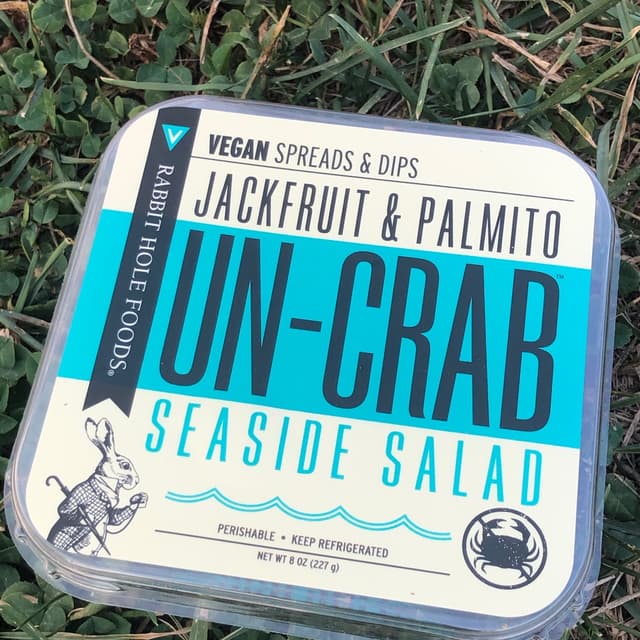 VEGAN SPREADS & DIPS
JACKFRUIT & PALMITO
UN-CRAB™
SEASIDE SALAD
RABBIT HOLE FOODS®
PERISHABLE • KEEP REFRIGERATED
NET WT 8 OZ (227 g)